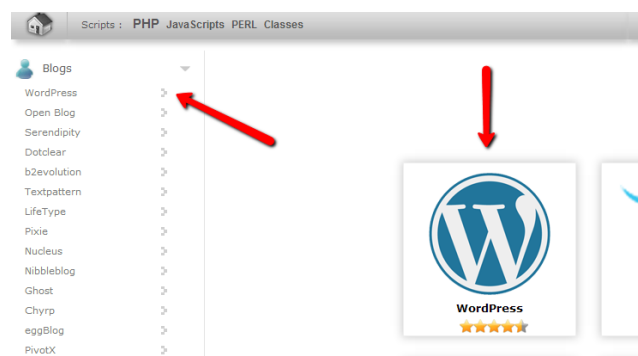 Scripts : PHP JavaScripts PERL Classes
Blogs
WordPress
Open Blog
Serendipity
Dotclear
b2evolution
Textpattern
LifeType
Pixie
Nucleus
Nibbleblog
Ghost
Chyrp
eggBlog
PivotX
W
WordPress